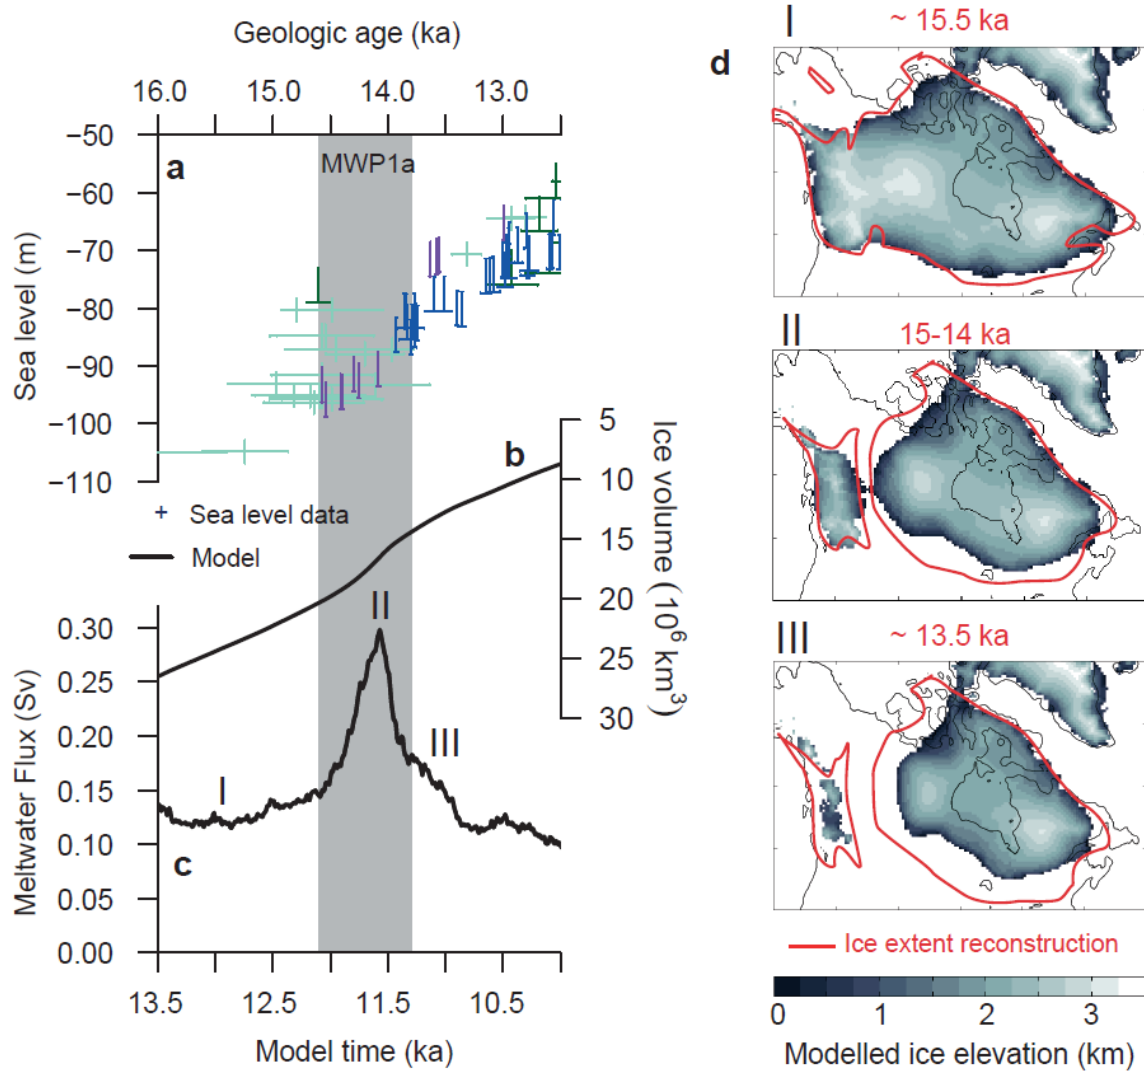 Geologic age (ka)
16.0 15.0 14.0 13.0
a
MWP1a
Sea level (m)
−50
−60
−70
−80
−90
−100
−110
+ Sea level data
Model
b
Ice volume (10⁶ km³)
5
10
15
20
25
30
c
Meltwater Flux (Sv)
0.30
0.25
0.20
0.15
0.10
0.05
0.00
I
II
III
13.5 12.5 11.5 10.5
Model time (ka)
d
I ~ 15.5 ka
II 15-14 ka
III ~ 13.5 ka
Ice extent reconstruction
0 1 2 3
Modelled ice elevation (km)